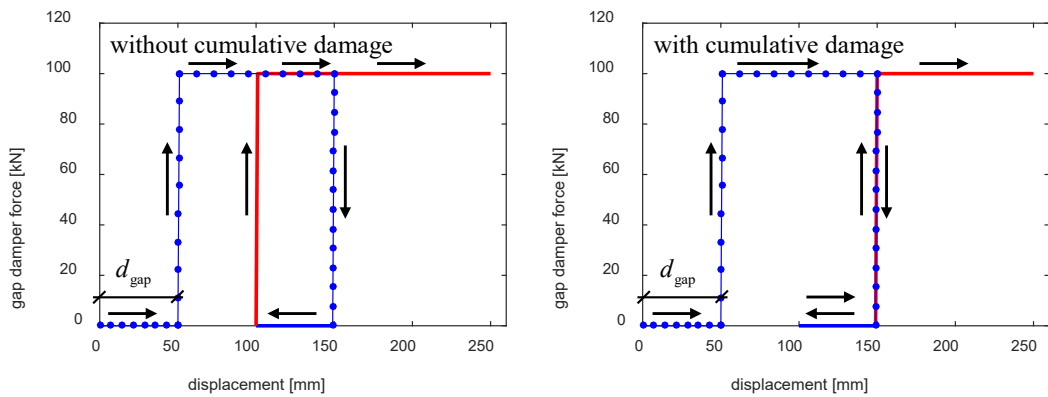 without cumulative damage
120
100
80
60
40
20
0
gap damper force [kN]
d gap
0 50 100 150 200 250
displacement [mm]
with cumulative damage
120
100
80
60
40
20
0
gap damper force [kN]
d gap
0 50 100 150 200 250
displacement [mm]